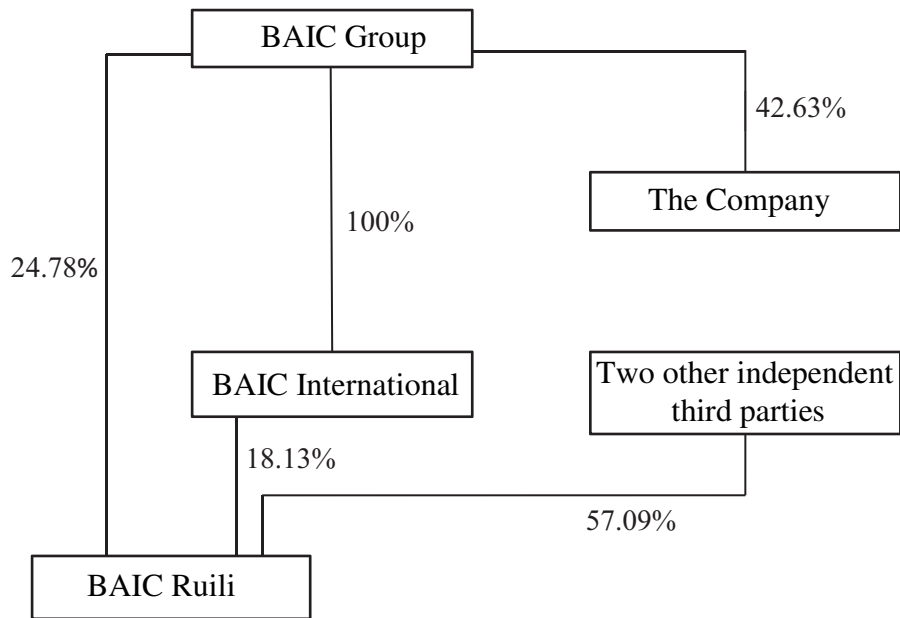 BAIC Group
42.63%
The Company
100%
24.78%
BAIC International
Two other independent
third parties
18.13%
57.09%
BAIC Ruili